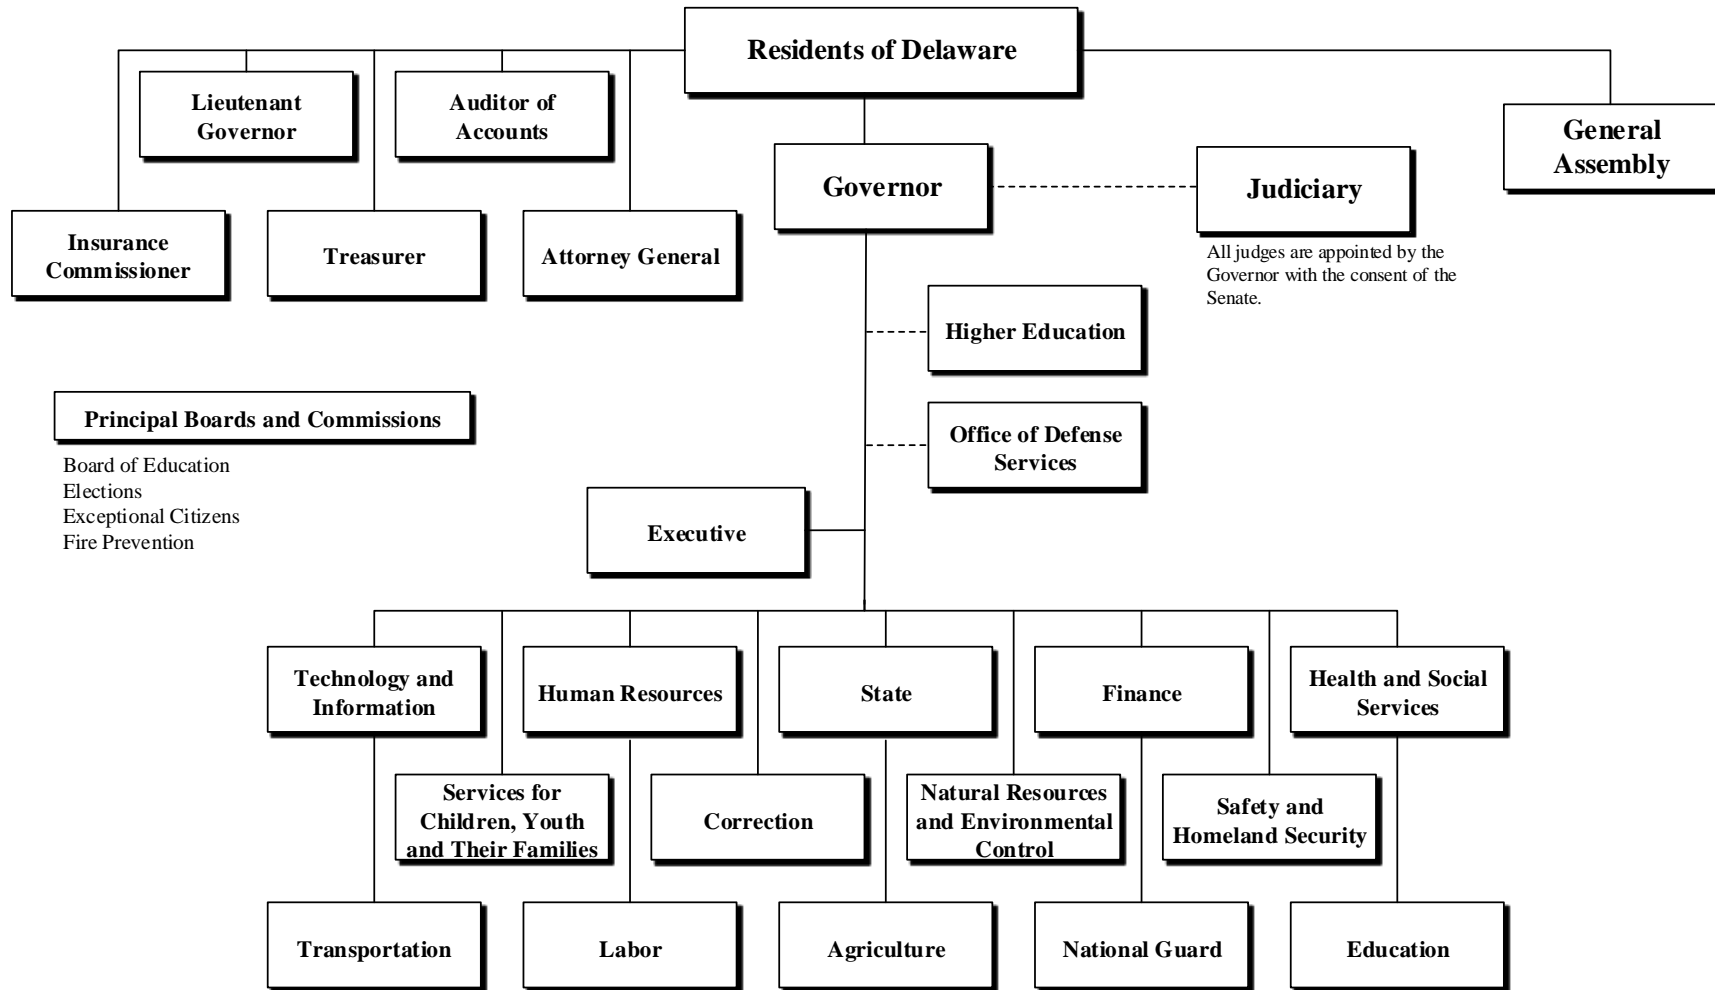 Residents of Delaware
Lieutenant
Governor
Auditor of
Accounts
General
Assembly
Governor
Judiciary
All judges are appointed by the
Governor with the consent of the
Senate.
Insurance
Commissioner
Treasurer
Attorney General
Higher Education
Principal Boards and Commissions
Board of Education
Elections
Exceptional Citizens
Fire Prevention
Office of Defense
Services
Executive
Technology and
Information
Human Resources
State
Finance
Health and Social
Services
Services for
Children, Youth
and Their Families
Correction
Natural Resources
and Environmental
Control
Safety and
Homeland Security
Transportation
Labor
Agriculture
National Guard
Education